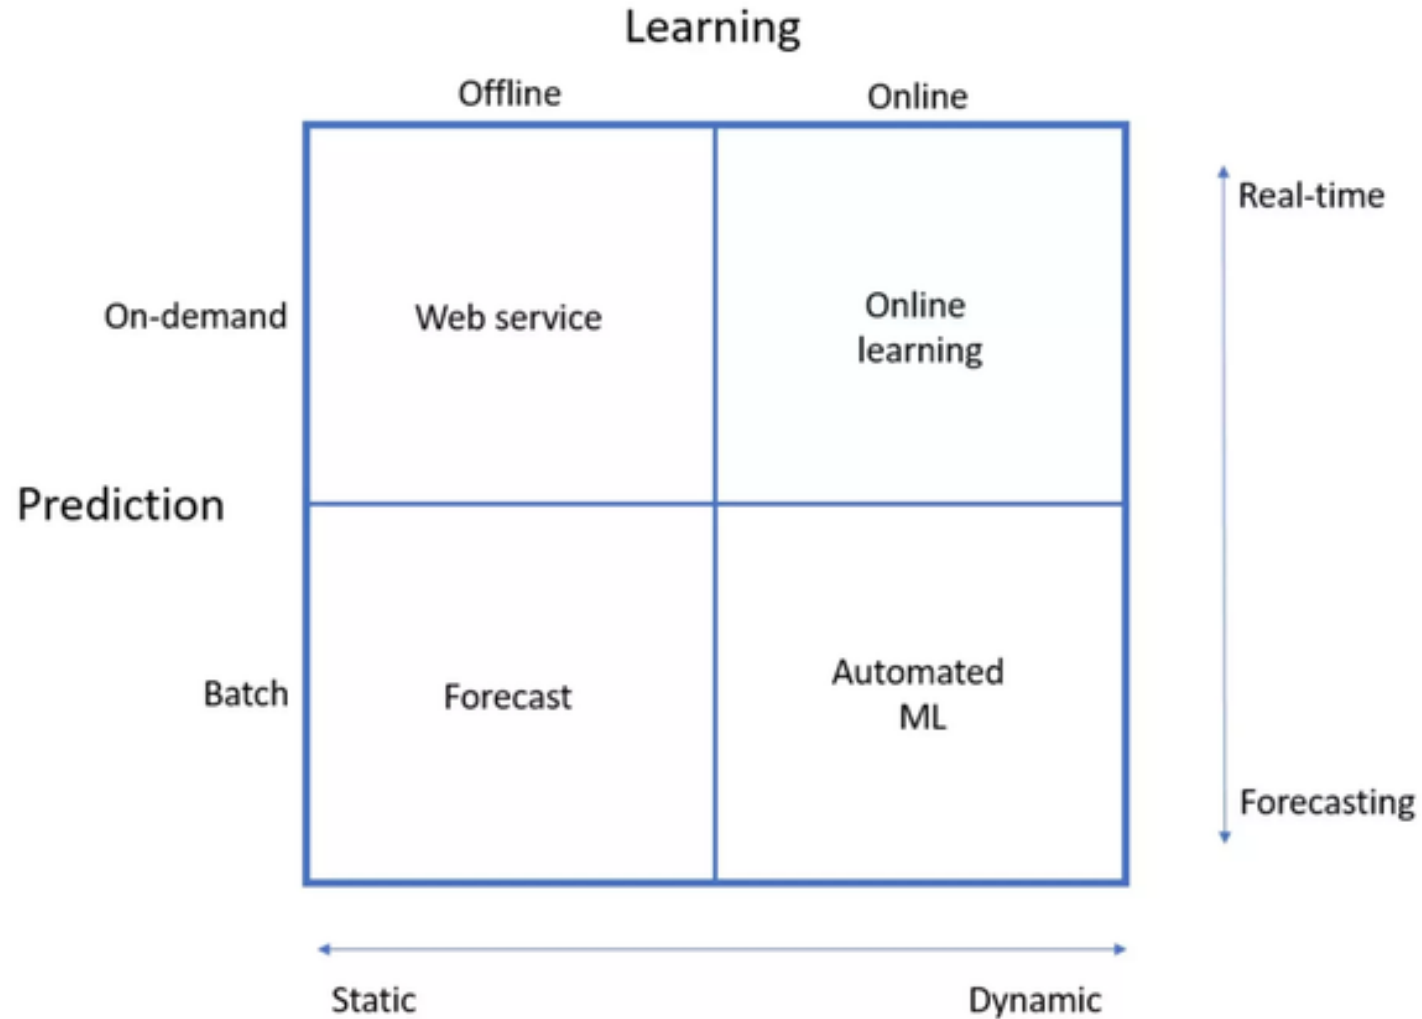 Learning
Offline
Online
Real-time
On-demand
Web service
Online
learning
Prediction
Batch
Forecast
Automated
ML
Forecasting
Static
Dynamic